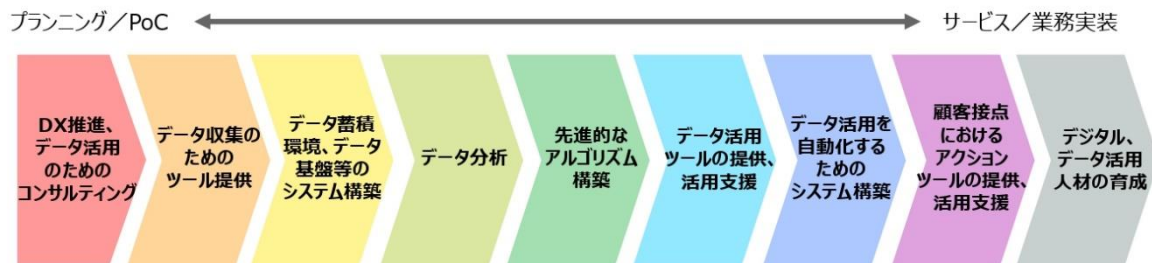 プランニング／PoC
サービス／業務実装
DX推進、
データ活用
のための
コンサルティング
データ収集の
ための
ツール提供
データ蓄積
環境、データ
基盤等の
システム構築
データ分析
先進的な
アルゴリズム
構築
データ活用
ツールの提供、
活用支援
データ活用を
自動化する
ための
システム構築
顧客接点
における
アクション
ツールの提供、
活用支援
デジタル、
データ活用
人材の育成